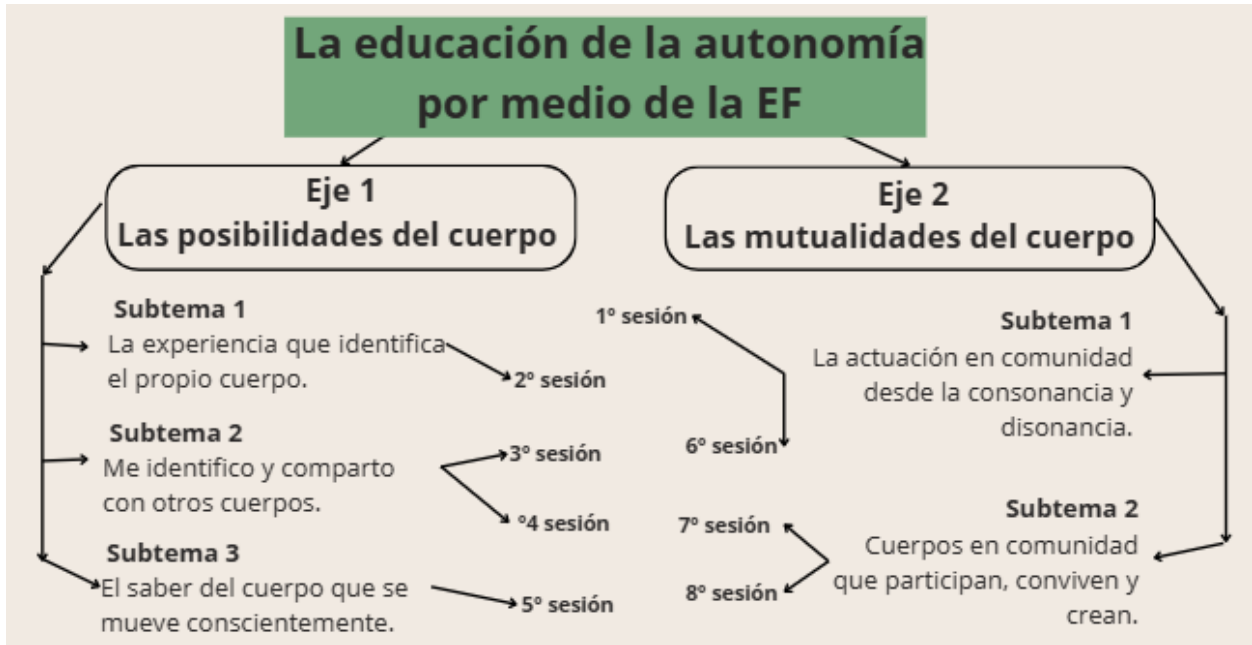 La educación de la autonomía
por medio de la EF
Eje 1
Las posibilidades del cuerpo
Subtema 1
La experiencia que identifica
el propio cuerpo.
2º sesión
Subtema 2
Me identifico y comparto
con otros cuerpos.
3º sesión
º4 sesión
Subtema 3
El saber del cuerpo que se
mueve conscientemente.
5º sesión
Eje 2
Las mutualidades del cuerpo
Subtema 1
La actuación en comunidad
desde la consonancia y
disonancia.
1º sesión
6º sesión
Subtema 2
Cuerpos en comunidad
que participan, conviven y
crean.
7º sesión
8º sesión